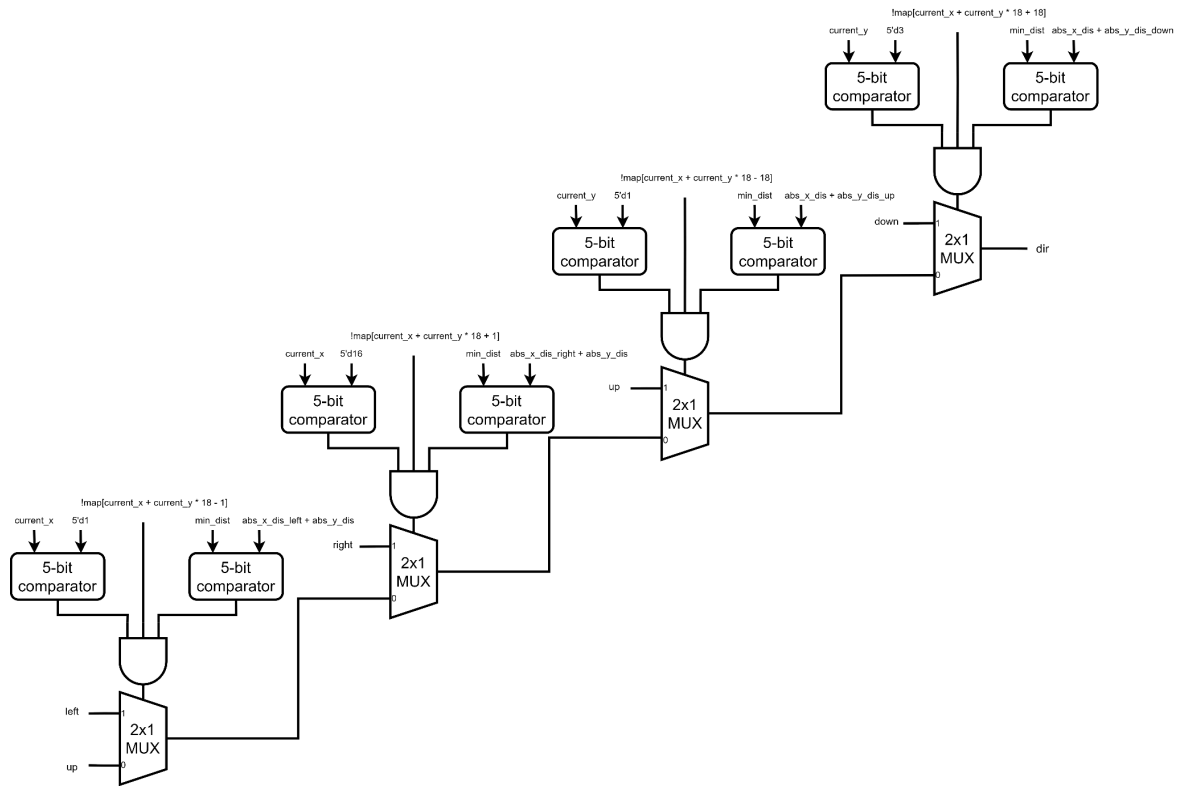 !map[current_x + current_y * 18 + 18]
current_y 5'd3 min_dist abs_x_dis + abs_y_dis_down
5-bit
comparator
5-bit
comparator
down
1
2x1
MUX
0
dir
!map[current_x + current_y * 18 - 18]
current_y 5'd1 min_dist abs_x_dis + abs_y_dis_up
5-bit
comparator
5-bit
comparator
up
1
2x1
MUX
0
!map[current_x + current_y * 18 + 1]
current_x 5'd16 min_dist abs_x_dis_right + abs_y_dis
5-bit
comparator
5-bit
comparator
right
1
2x1
MUX
0
!map[current_x + current_y * 18 - 1]
current_x 5'd1 min_dist abs_x_dis_left + abs_y_dis
5-bit
comparator
5-bit
comparator
left
1
2x1
MUX
up
0